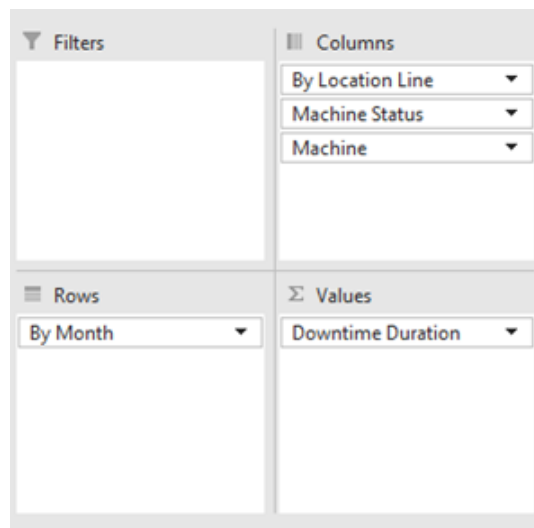 Filters
Columns
By Location Line
Machine Status
Machine
Rows
Σ Values
By Month
Downtime Duration